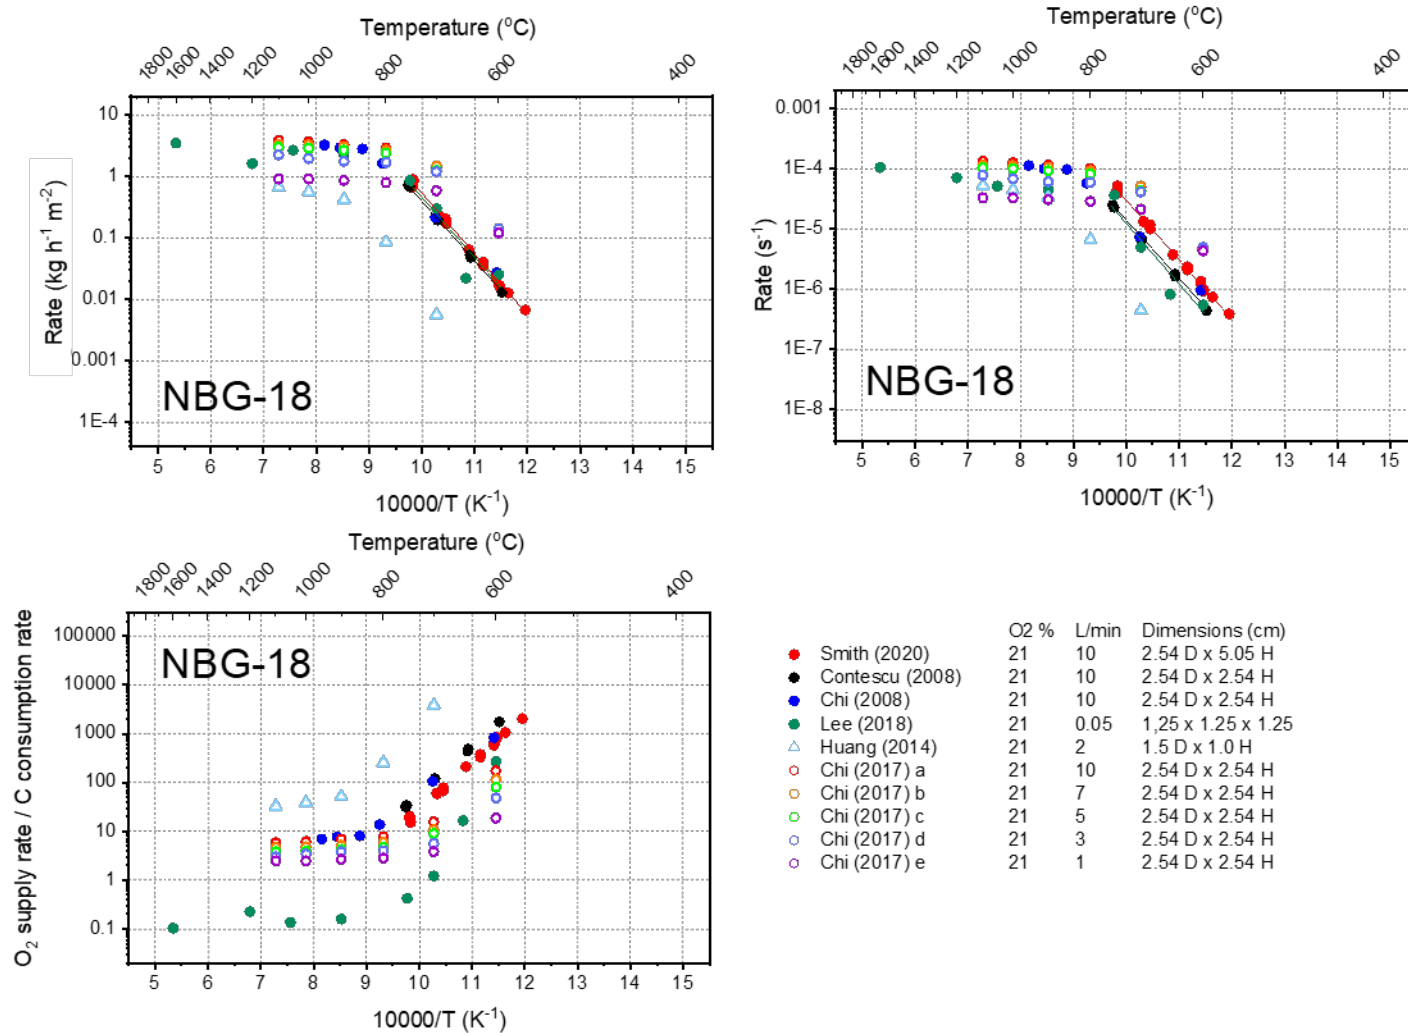 Temperature (°C)
1800 1600 1400 1200 1000 800 600 400
10
1
0.1
0.01
0.001
1E-4
Rate (kg h⁻¹ m⁻²)
NBG-18
5 6 7 8 9 10 11 12 13 14 15
10000/T (K⁻¹)
Temperature (°C)
1800 1600 1400 1200 1000 800 600 400
0.001
1E-4
1E-5
1E-6
1E-7
1E-8
Rate (s⁻¹)
NBG-18
5 6 7 8 9 10 11 12 13 14 15
10000/T (K⁻¹)
Temperature (°C)
1800 1600 1400 1200 1000 800 600 400
100000
10000
1000
100
10
1
0.1
O₂ supply rate / C consumption rate
NBG-18
5 6 7 8 9 10 11 12 13 14 15
10000/T (K⁻¹)
O2 % L/min Dimensions (cm)
Smith (2020) 21 10 2.54 D x 5.05 H
Contescu (2008) 21 10 2.54 D x 2.54 H
Chi (2008) 21 10 2.54 D x 2.54 H
Lee (2018) 21 0.05 1,25 x 1.25 x 1.25
Huang (2014) 21 2 1.5 D x 1.0 H
Chi (2017) a 21 10 2.54 D x 2.54 H
Chi (2017) b 21 7 2.54 D x 2.54 H
Chi (2017) c 21 5 2.54 D x 2.54 H
Chi (2017) d 21 3 2.54 D x 2.54 H
Chi (2017) e 21 1 2.54 D x 2.54 H